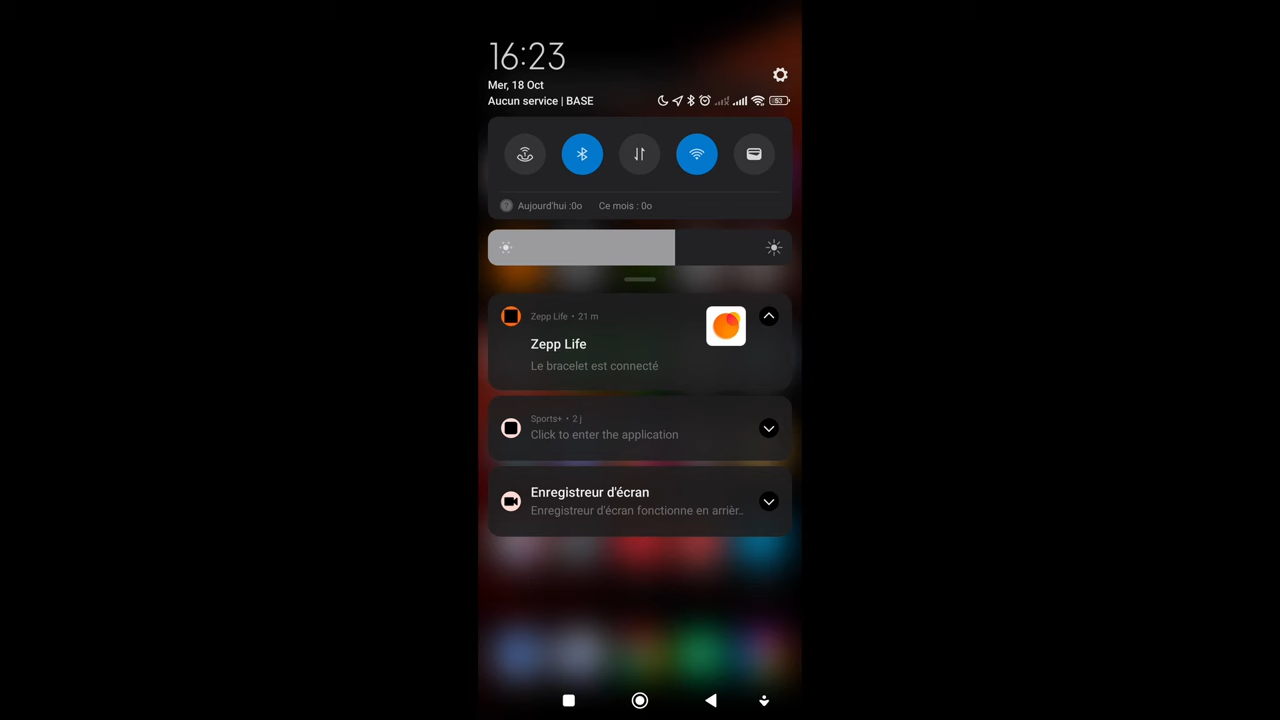 16:23
Mer, 18 Oct
Aucun service | BASE
53
Aujourd'hui :0o Ce mois : 0o
Zepp Life • 21 m
Zepp Life
Le bracelet est connecté
Sports+ • 2 j
Click to enter the application
Enregistreur d'écran
Enregistreur d'écran fonctionne en arrièr..